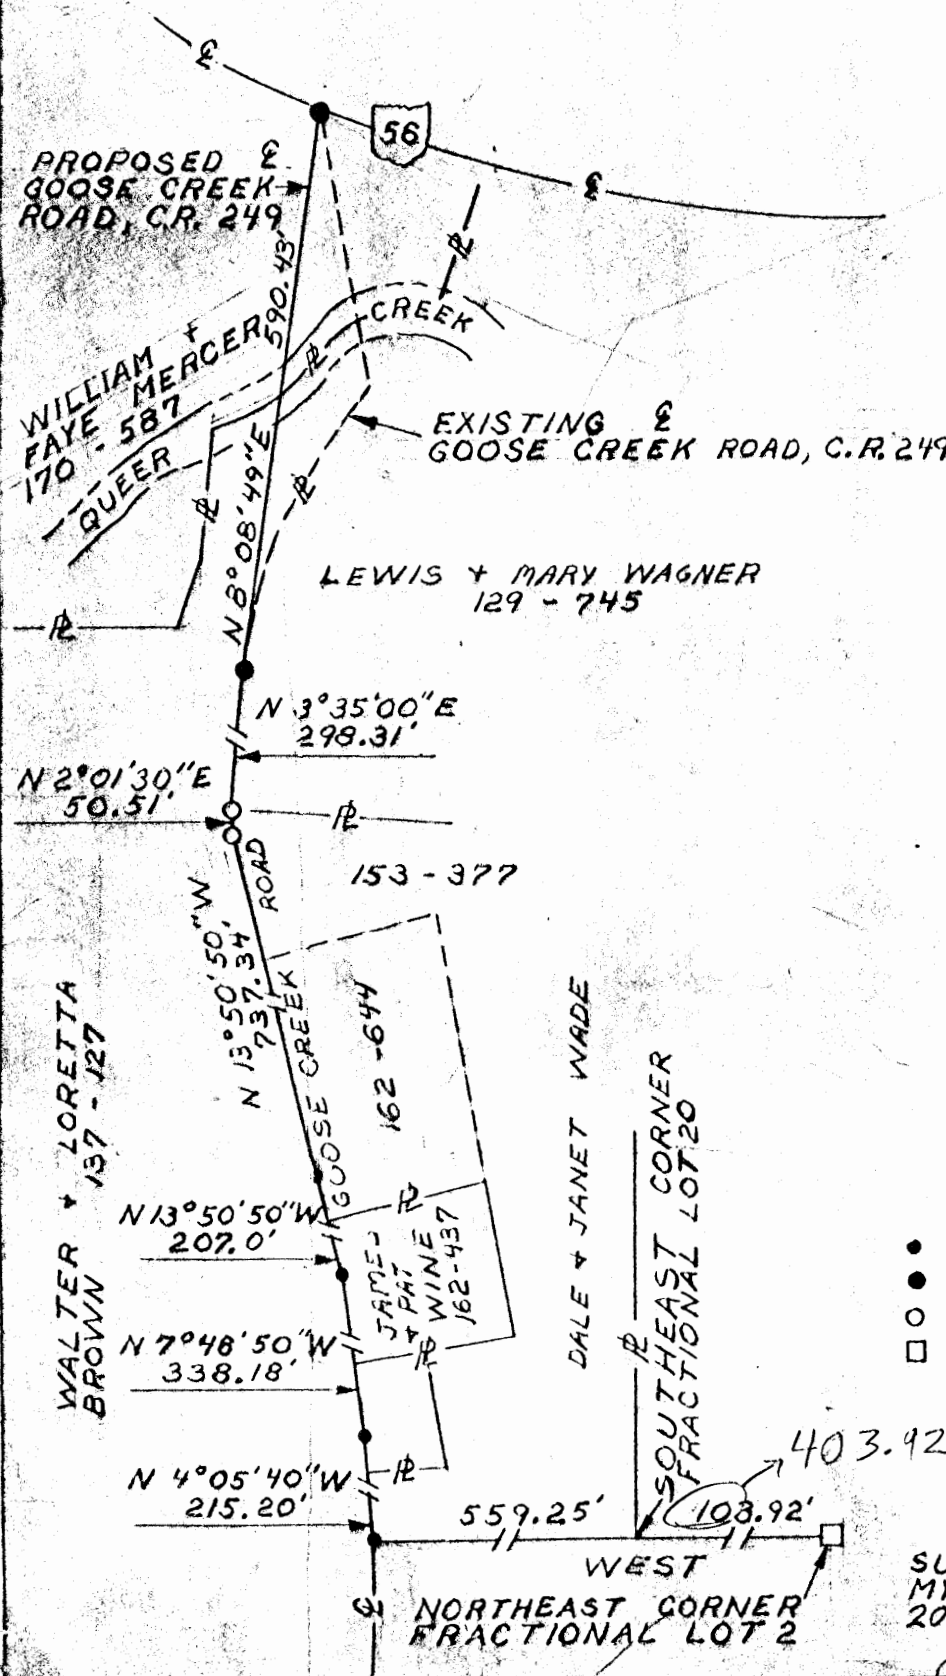 ℄
56
℄
PROPOSED ℄
GOOSE CREEK
ROAD, C.R. 249
590.43'
N 8°08'49"E
⅊
CREEK
WILLIAM +
FAYE MERCER
170 - 587
QUEER
⅊
⅊
⅊
⅊
EXISTING ℄
GOOSE CREEK ROAD, C.R. 249
LEWIS + MARY WAGNER
129 - 745
N 3°35'00"E
298.31'
N 2°01'30"E
50.51'
⅊
ROAD
153 - 377
N 13°50'50"W
737.34'
GOOSE CREEK
162 - 644
WALTER + LORETTA
BROWN 137 - 127
DALE + JANET WADE
N 13°50'50"W
207.0'
⅊
JAMES
+ PAT
WINE
162-437
⅊
N 7°48'50"W
338.18'
⅊
SOUTHEAST CORNER
FRACTIONAL LOT 20
N 4°05'40"W
215.20'
⅊
403.92
559.25'
103.92'
WEST
℄
NORTHEAST CORNER
FRACTIONAL LOT 2
SU
MY
20